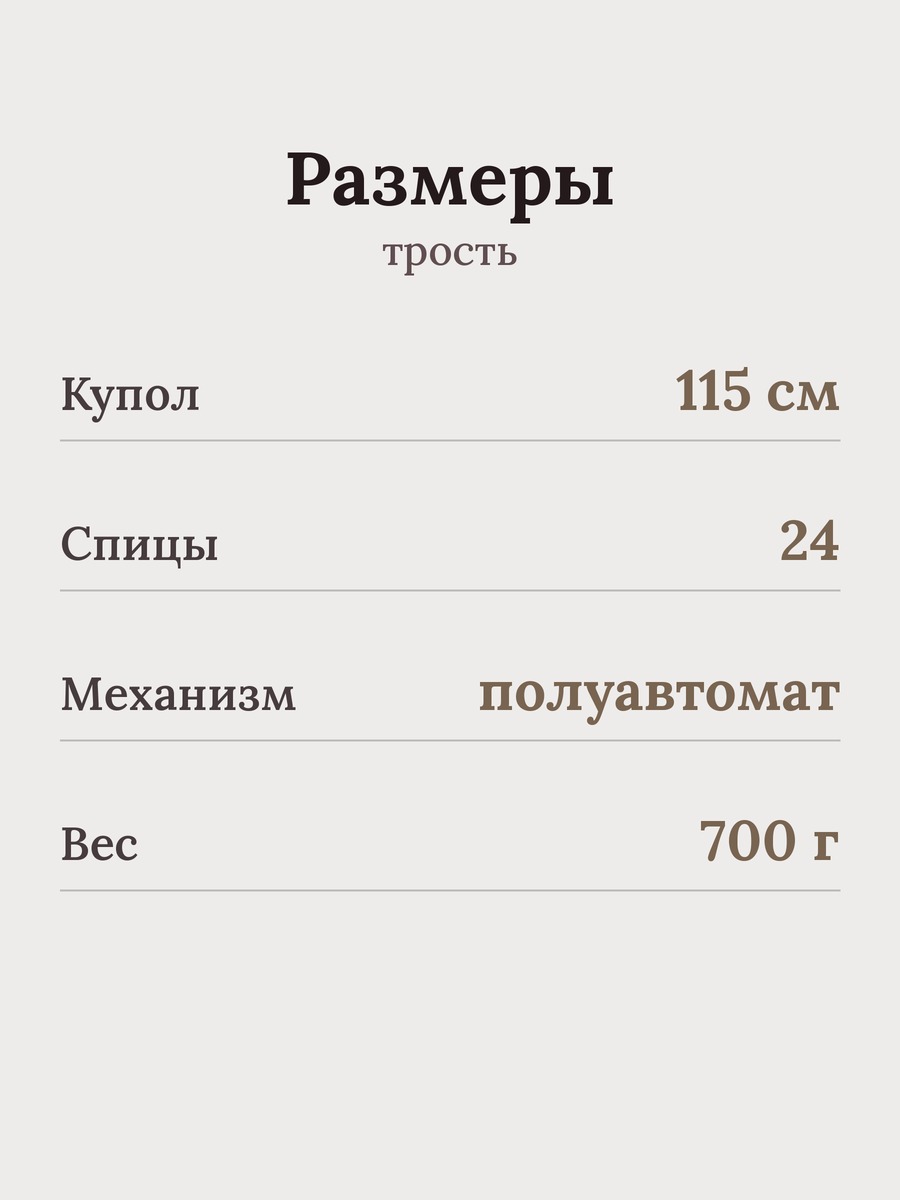 Размеры
трость
Купол 115 см
Спицы 24
Механизм полуавтомат
Вес 700 г